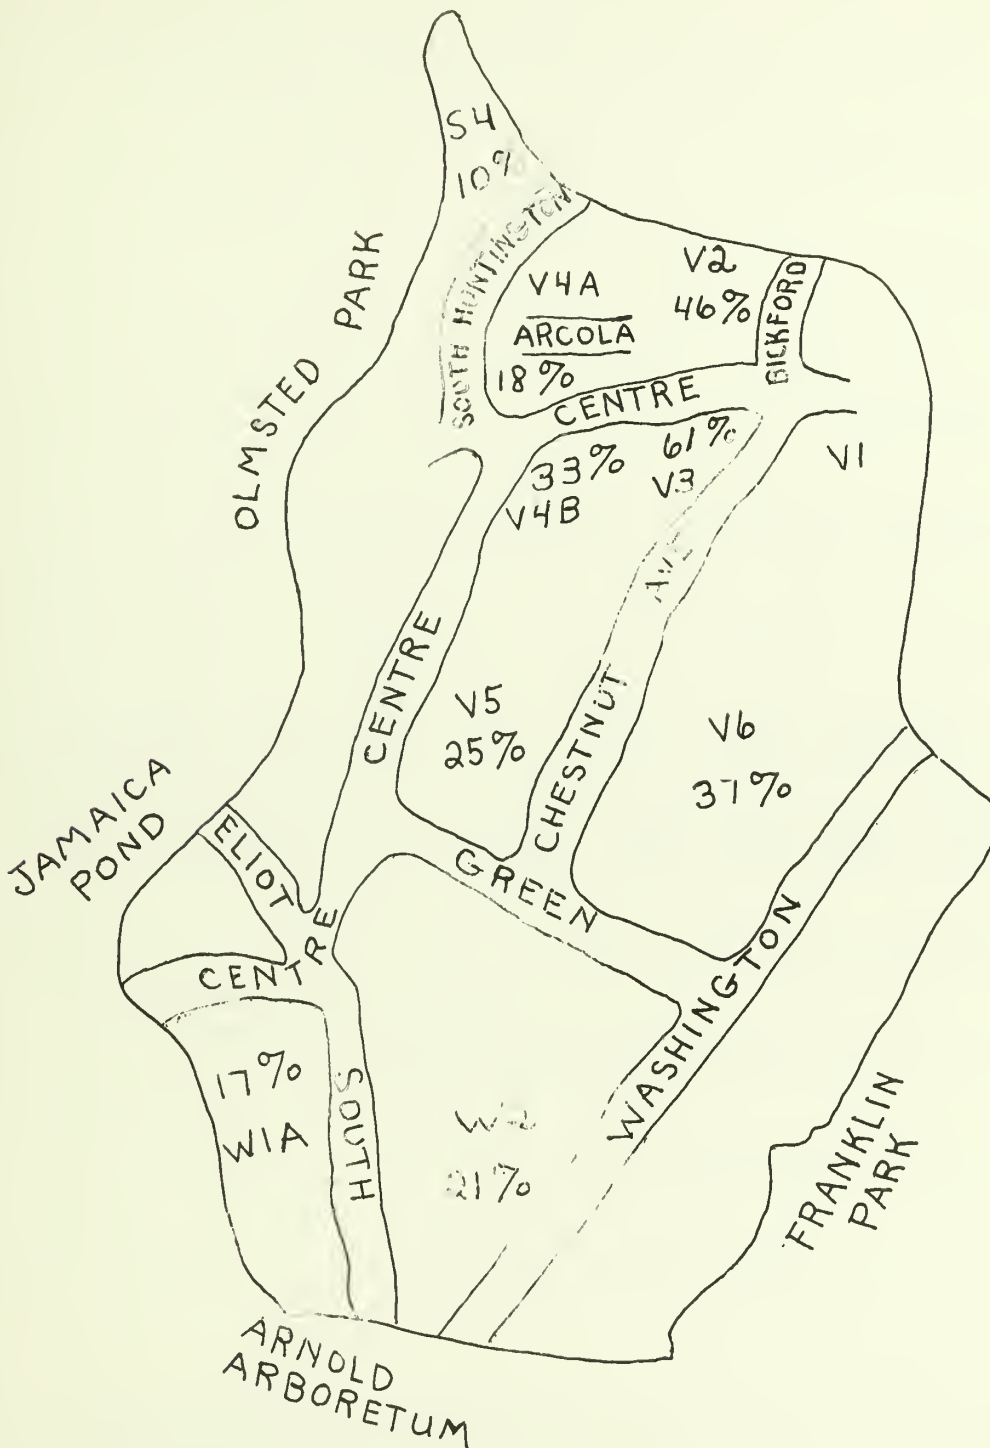 S4
10%
SOUTH HUNTINGTON
OLMSTED PARK
V4A
ARCOLA
18%
V2
46%
BICKFORD
CENTRE
33%
V4B
61%
V3
V1
CHESTNUT AVE
CENTRE
V5
25%
V6
37%
JAMAICA
POND
ELIOT
CENTRE
GREEN
WASHINGTON
17%
W1A
SOUTH
21%
FRANKLIN
PARK
ARNOLD
ARBORETUM